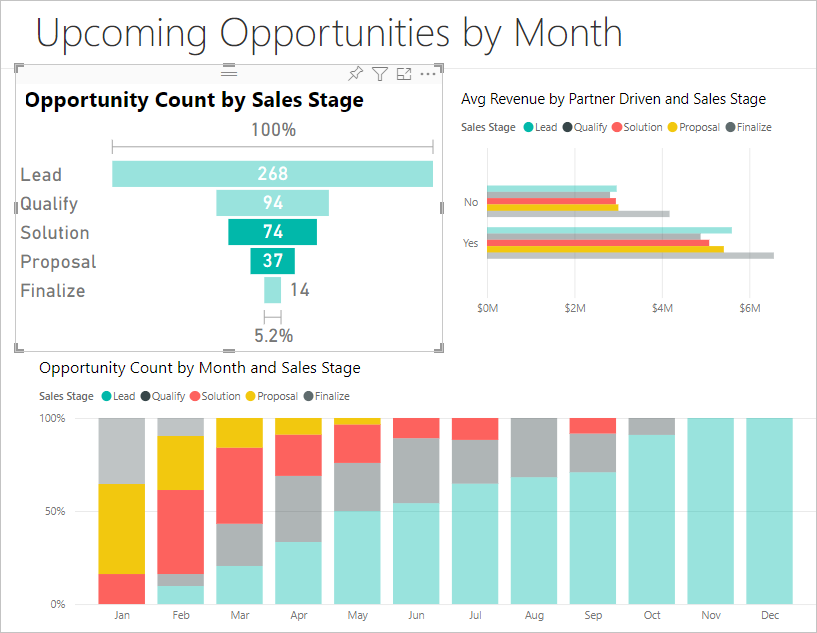 Upcoming Opportunities by Month
Opportunity Count by Sales Stage
100%
Lead 268
Qualify 94
Solution 74
Proposal 37
Finalize 14
5.2%
Avg Revenue by Partner Driven and Sales Stage
Sales Stage Lead Qualify Solution Proposal Finalize
No
Yes
$0M $2M $4M $6M
Opportunity Count by Month and Sales Stage
Sales Stage Lead Qualify Solution Proposal Finalize
100%
50%
0%
Jan Feb Mar Apr May Jun Jul Aug Sep Oct Nov Dec